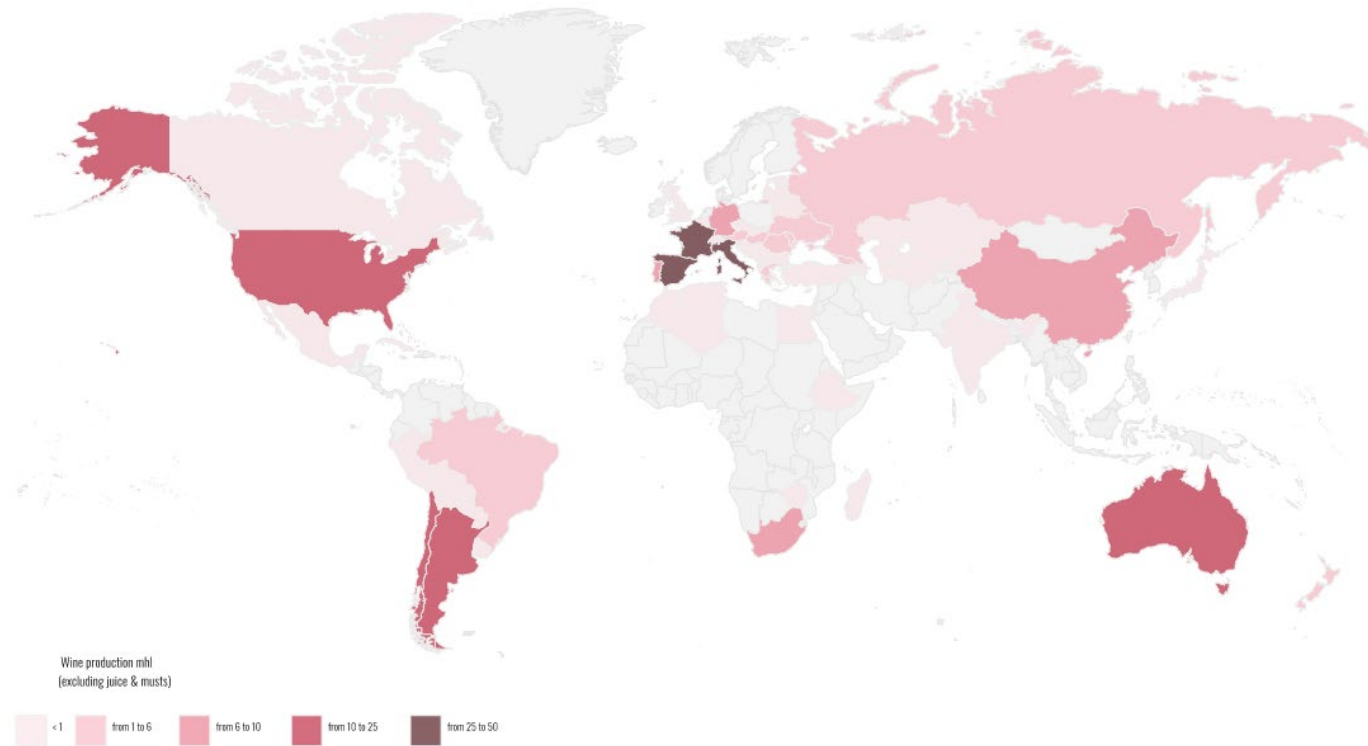 Wine production mhl
(excluding juice & musts)
< 1
from 1 to 6
from 6 to 10
from 10 to 25
from 25 to 50